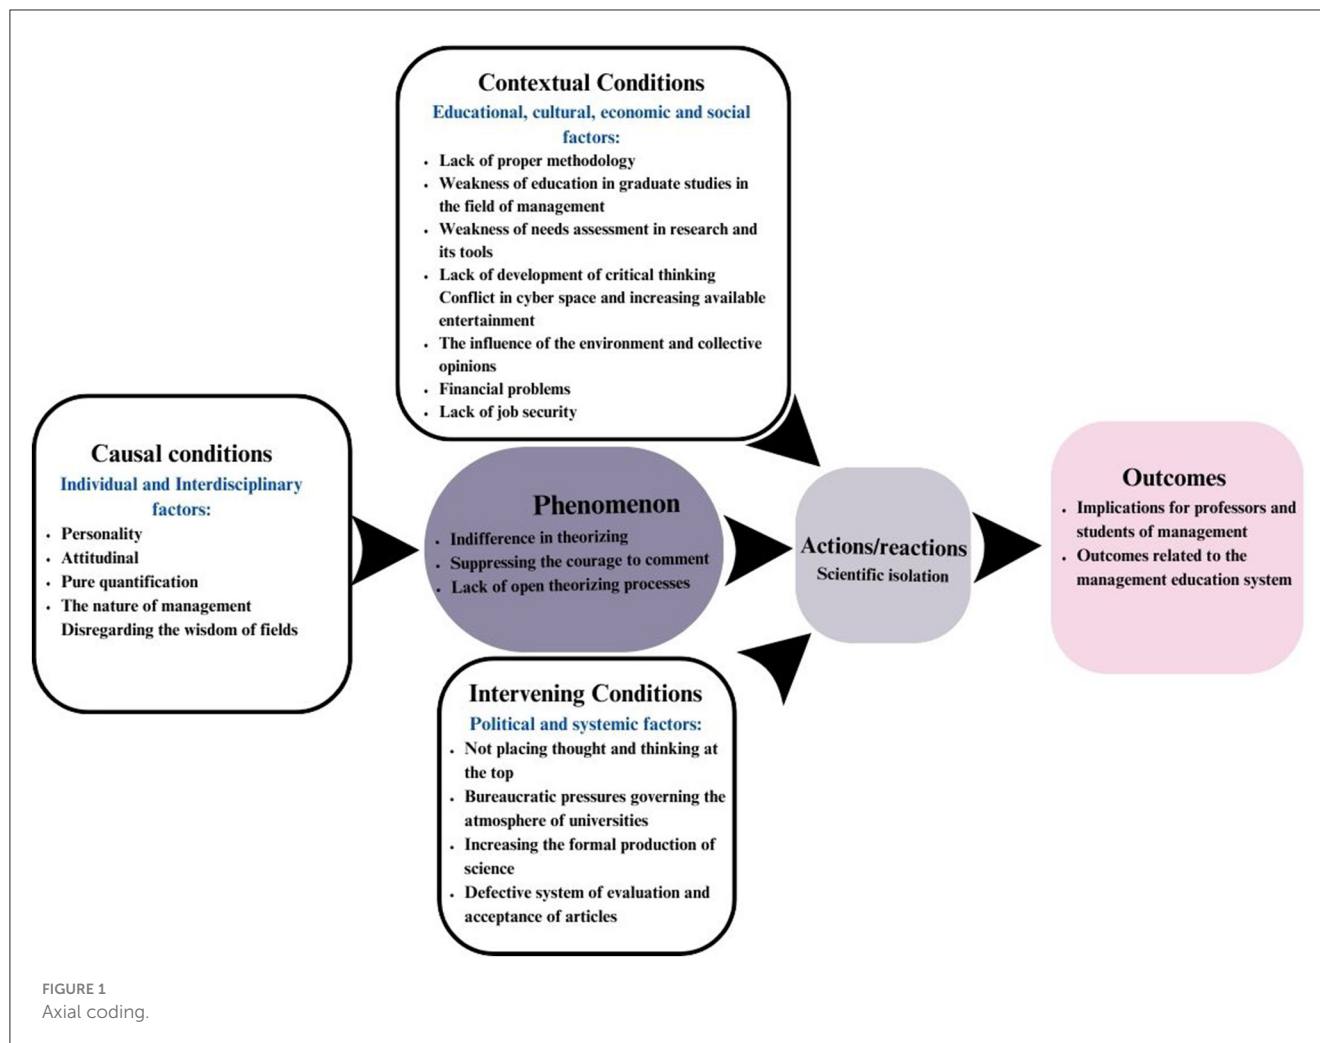 Contextual Conditions
Educational, cultural, economic and social
factors:
• Lack of proper methodology
• Weakness of education in graduate studies in
the field of management
• Weakness of needs assessment in research and
its tools
• Lack of development of critical thinking
Conflict in cyber space and increasing available
entertainment
• The influence of the environment and collective
opinions
• Financial problems
• Lack of job security
Causal conditions
Individual and Interdisciplinary
factors:
• Personality
• Attitudinal
• Pure quantification
• The nature of management
Disregarding the wisdom of fields
Phenomenon
• Indifference in theorizing
• Suppressing the courage to comment
• Lack of open theorizing processes
Actions/reactions
Scientific isolation
Outcomes
• Implications for professors and
students of management
• Outcomes related to the
management education system
Intervening Conditions
Political and systemic factors:
• Not placing thought and thinking at
the top
• Bureaucratic pressures governing the
atmosphere of universities
• Increasing the formal production of
science
• Defective system of evaluation and
acceptance of articles
FIGURE 1
Axial coding.